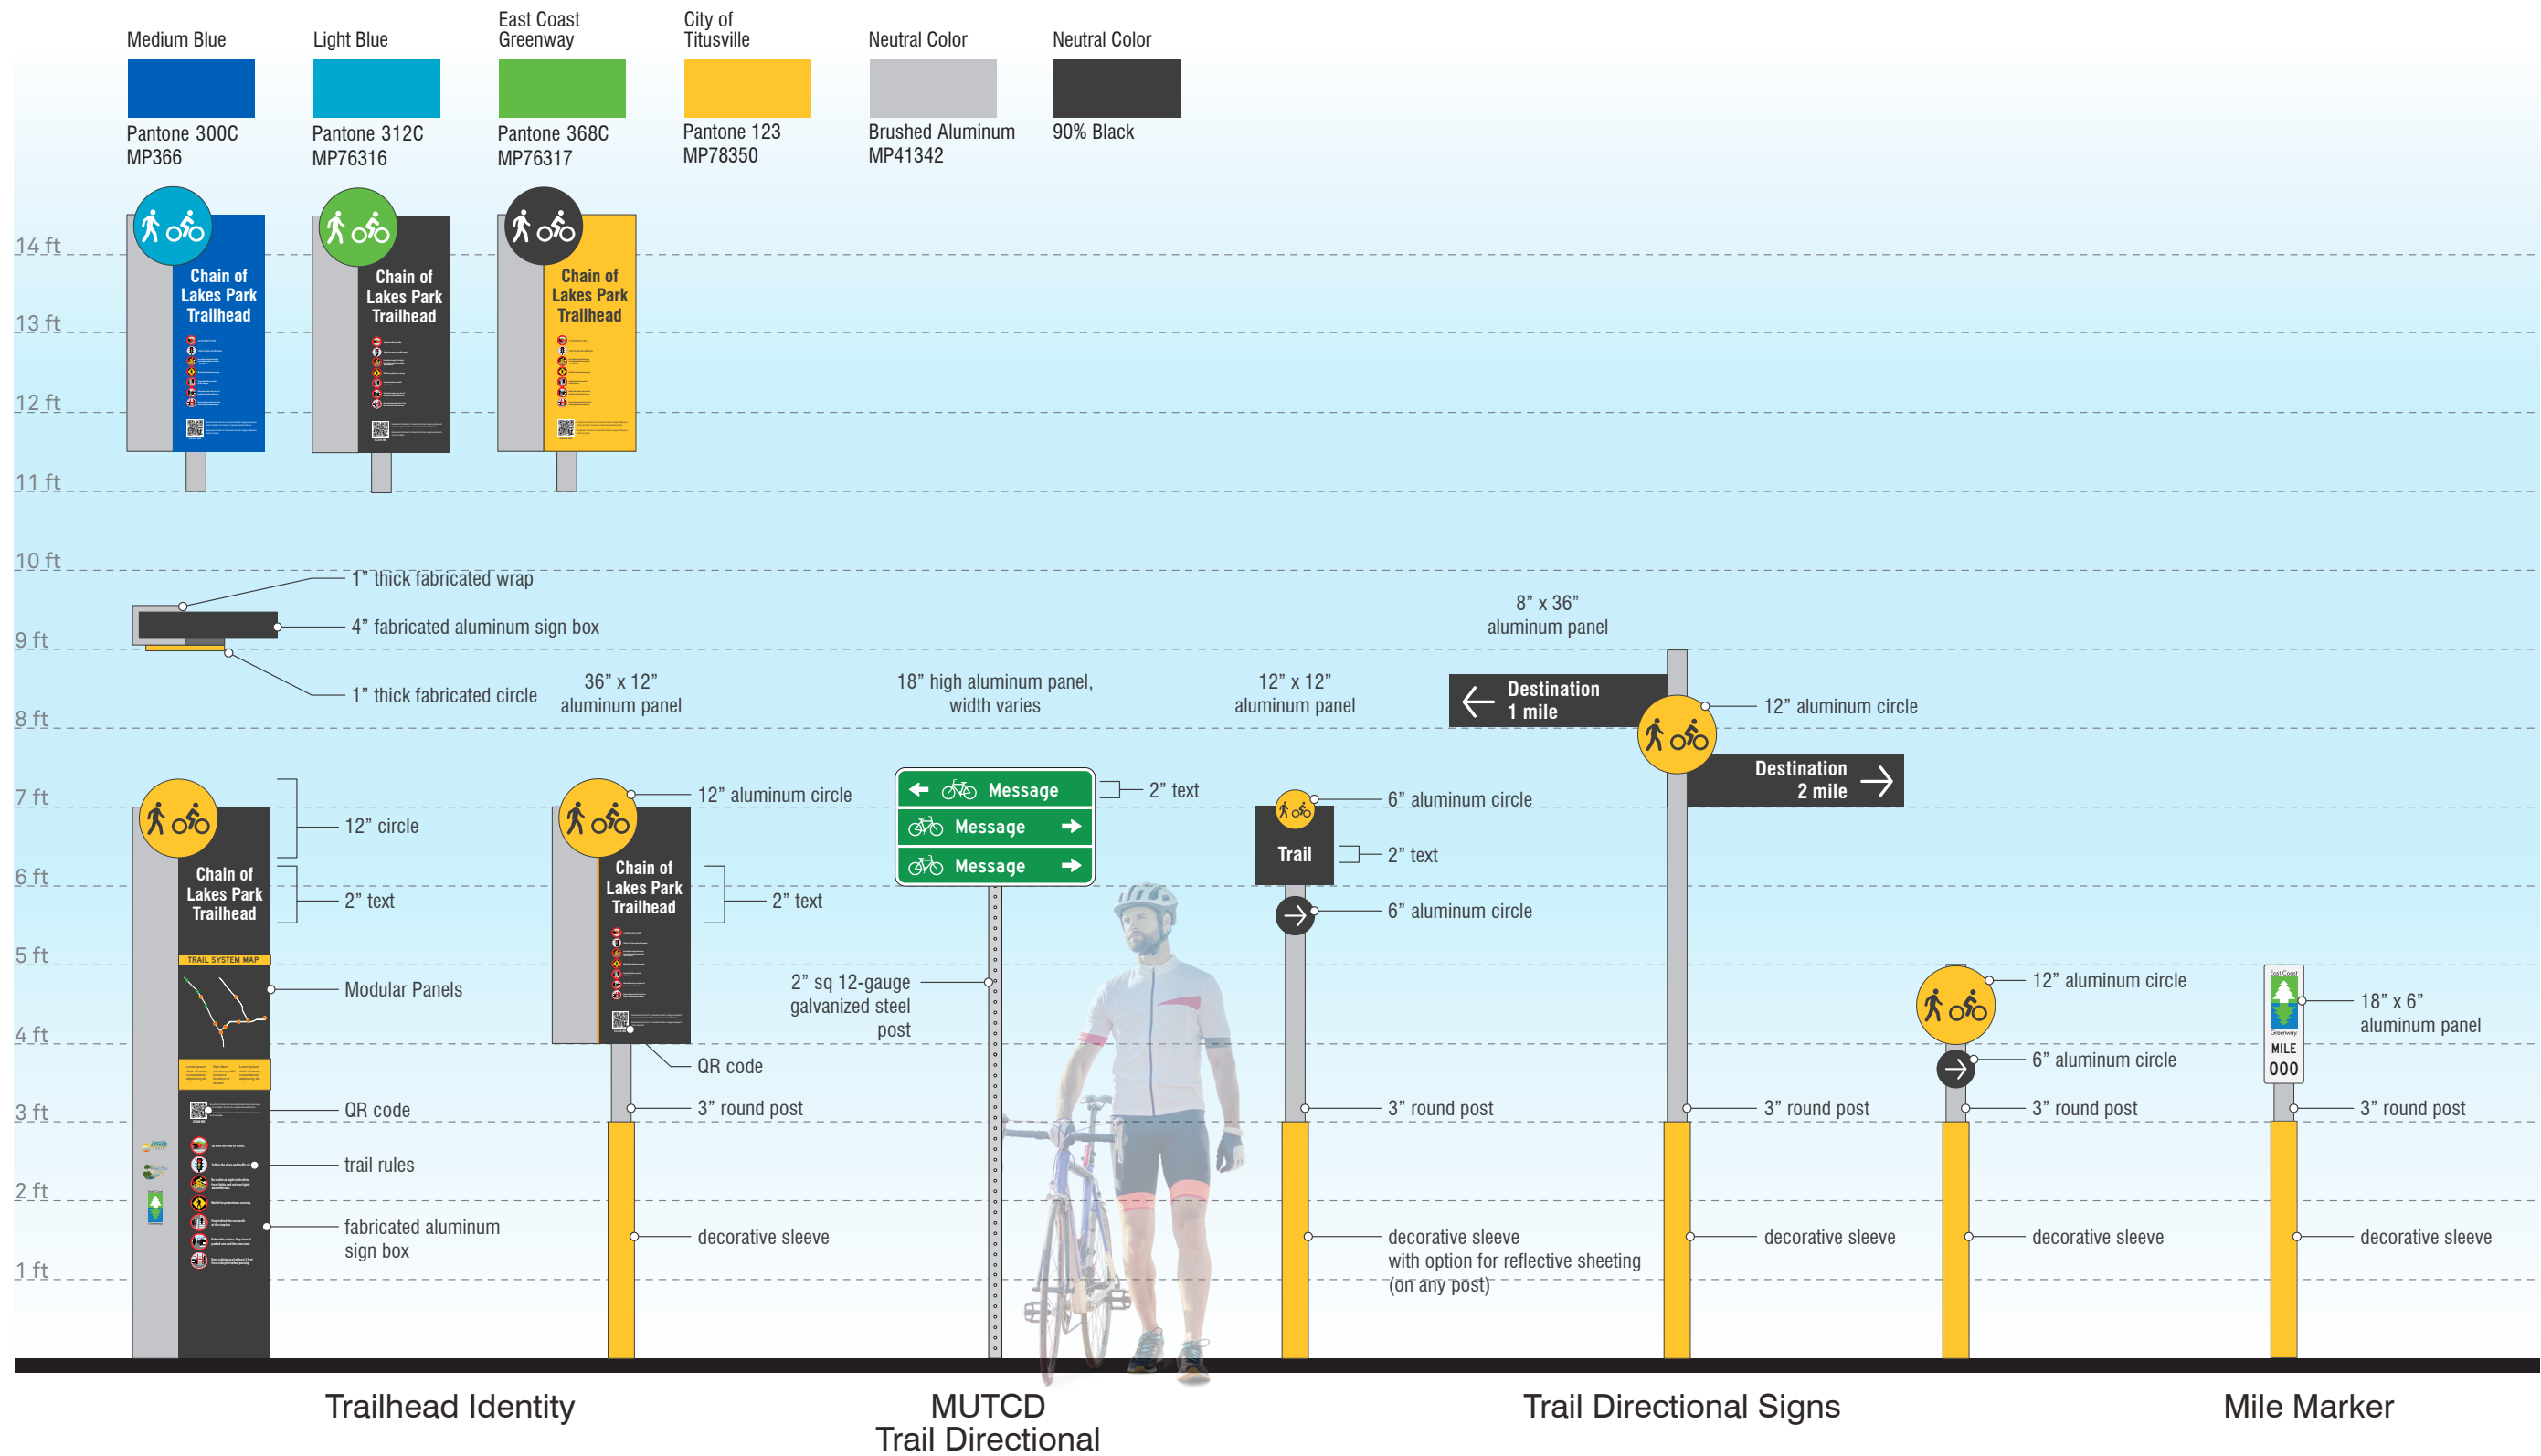 Medium Blue
Light Blue
East Coast
Greenway
City of
Titusville
Neutral Color
Neutral Color
Pantone 300C
MP366
Pantone 312C
MP76316
Pantone 368C
MP76317
Pantone 123
MP78350
Brushed Aluminum
MP41342
90% Black
14 ft
13 ft
12 ft
11 ft
10 ft
9 ft
8 ft
7 ft
6 ft
5 ft
4 ft
3 ft
2 ft
1 ft
Chain of
Lakes Park
Trailhead
Chain of
Lakes Park
Trailhead
Chain of
Lakes Park
Trailhead
1” thick fabricated wrap
4” fabricated aluminum sign box
1” thick fabricated circle
12” circle
Chain of
Lakes Park
Trailhead
2” text
TRAIL SYSTEM MAP
Modular Panels
QR code
trail rules
fabricated aluminum
sign box
East Coast
Greenway
36” x 12”
aluminum panel
12” aluminum circle
Chain of
Lakes Park
Trailhead
2” text
QR code
3” round post
decorative sleeve
18” high aluminum panel,
width varies
Message
Message
Message
2” text
2” sq 12-gauge
galvanized steel
post
12” x 12”
aluminum panel
6” aluminum circle
Trail
2” text
6” aluminum circle
3” round post
decorative sleeve
with option for reflective sheeting
(on any post)
8” x 36”
aluminum panel
Destination
1 mile
12” aluminum circle
Destination
2 mile
3” round post
decorative sleeve
12” aluminum circle
6” aluminum circle
3” round post
decorative sleeve
East Coast
Greenway
MILE
000
18” x 6”
aluminum panel
3” round post
decorative sleeve
Trailhead Identity
MUTCD
Trail Directional
Trail Directional Signs
Mile Marker